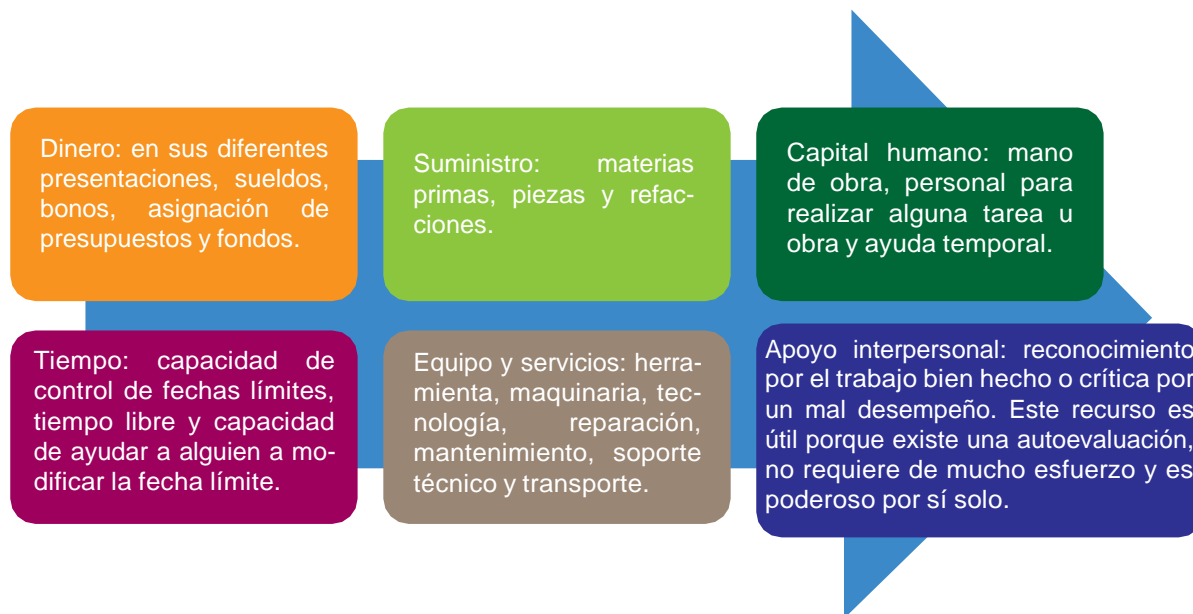 Dinero: en sus diferentes
presentaciones, sueldos,
bonos, asignación de
presupuestos y fondos.
Suministro: materias
primas, piezas y refac-
ciones.
Capital humano: mano
de obra, personal para
realizar alguna tarea u
obra y ayuda temporal.
Tiempo: capacidad de
control de fechas límites,
tiempo libre y capacidad
de ayudar a alguien a mo-
dificar la fecha límite.
Equipo y servicios: herra-
mienta, maquinaria, tec-
nología, reparación,
mantenimiento, soporte
técnico y transporte.
Apoyo interpersonal: reconocimiento
por el trabajo bien hecho o crítica por
un mal desempeño. Este recurso es
útil porque existe una autoevaluación,
no requiere de mucho esfuerzo y es
poderoso por sí solo.